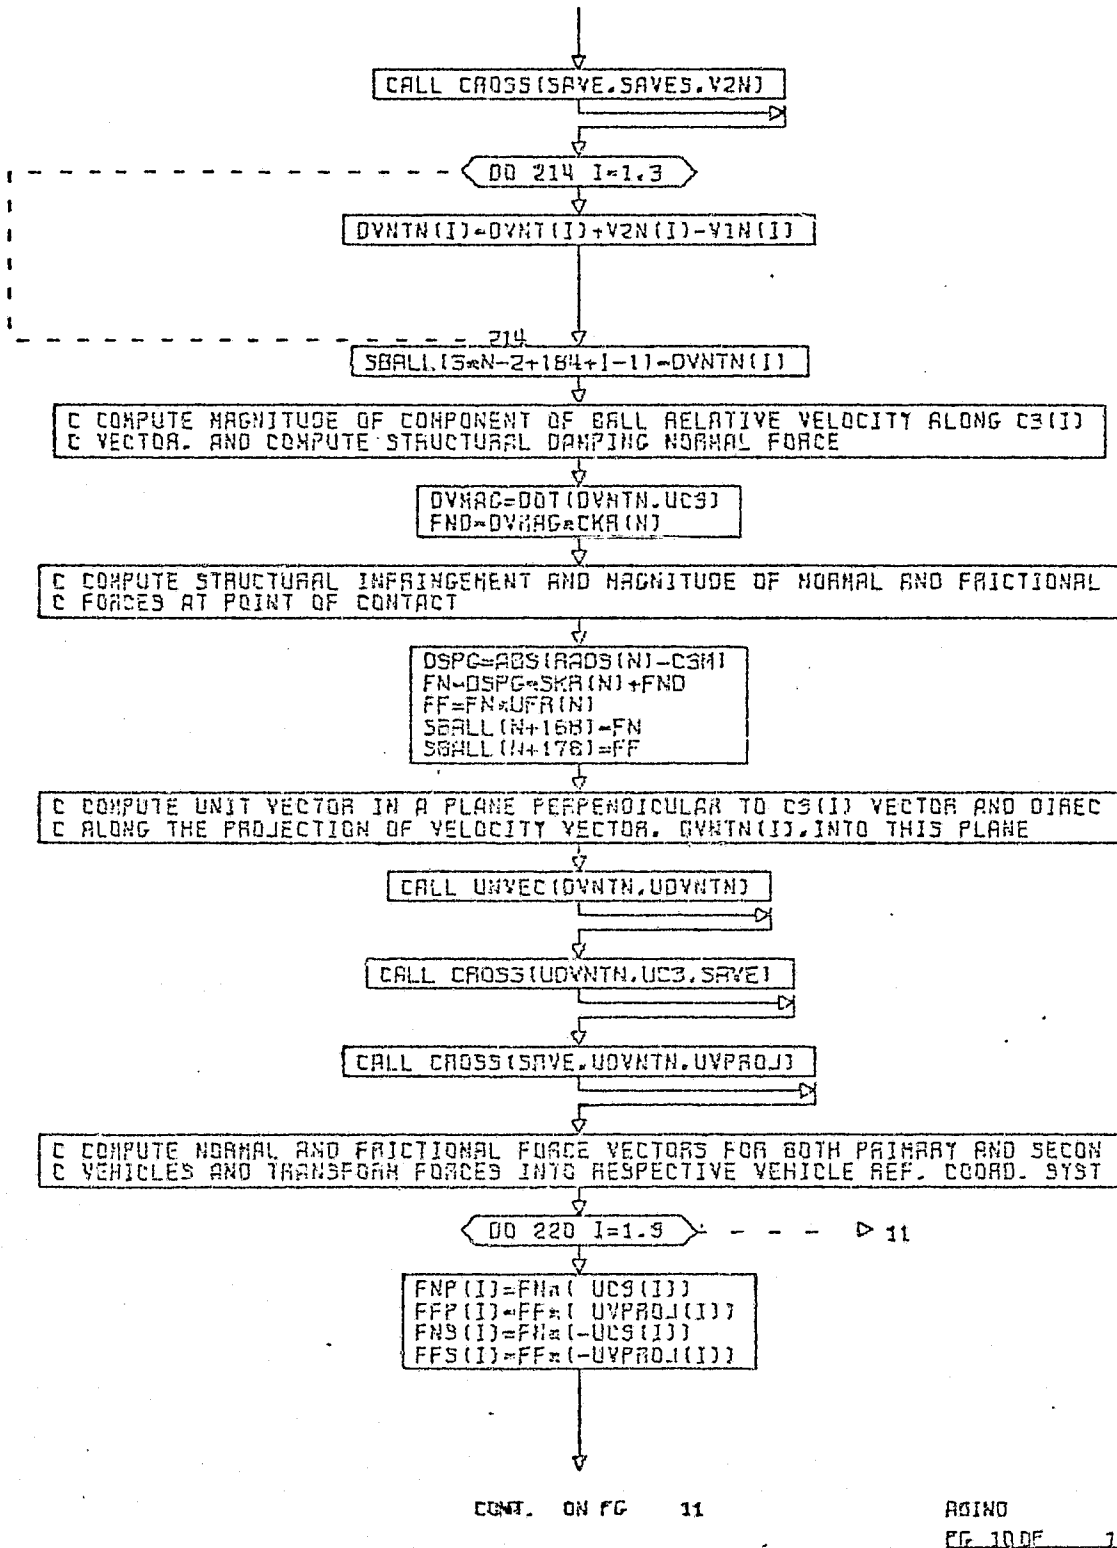 CALL CROSS(SAVE,SAVES,V2N)
DO 214 I=1,3
DVNTN(I)=DVNT(I)+V2N(I)-V1N(I)
214
SBALL(3*N-2+184+I-1)=DVNTN(I)
C COMPUTE MAGNITUDE OF COMPONENT OF BALL RELATIVE VELOCITY ALONG C3(I)
C VECTOR. AND COMPUTE STRUCTURAL DAMPING NORMAL FORCE
DVMAG=DOT(DVNTN,UC3)
FND=DVMAG*CKR(N)
C COMPUTE STRUCTURAL INFRINGEMENT AND MAGNITUDE OF NORMAL AND FRICTIONAL
C FORCES AT POINT OF CONTACT
DSPG=ABS(RADS(N)-C3M)
FN=DSPG*SKR(N)+FND
FF=FN*UFR(N)
SBALL(N+168)=FN
SBALL(N+176)=FF
C COMPUTE UNIT VECTOR IN A PLANE PERPENDICULAR TO C3(I) VECTOR AND DIREC
C ALONG THE PROJECTION OF VELOCITY VECTOR, DVNTN(I),INTO THIS PLANE
CALL UNVEC(DVNTN,UDVNTN)
CALL CROSS(UDVNTN,UC3,SAVE)
CALL CROSS(SAVE,UDVNTN,UVPROJ)
C COMPUTE NORMAL AND FRICTIONAL FORCE VECTORS FOR BOTH PRIMARY AND SECON
C VEHICLES AND TRANSFORM FORCES INTO RESPECTIVE VEHICLE REF. COORD. SYST
DO 220 I=1,3
11
FNP(I)=FN*( UC3(I))
FFP(I)=FF*( UVPROJ(I))
FNS(I)=FN*(-UC3(I))
FFS(I)=FF*(-UVPROJ(I))
CONT. ON PG 11
PG 10 OF 1